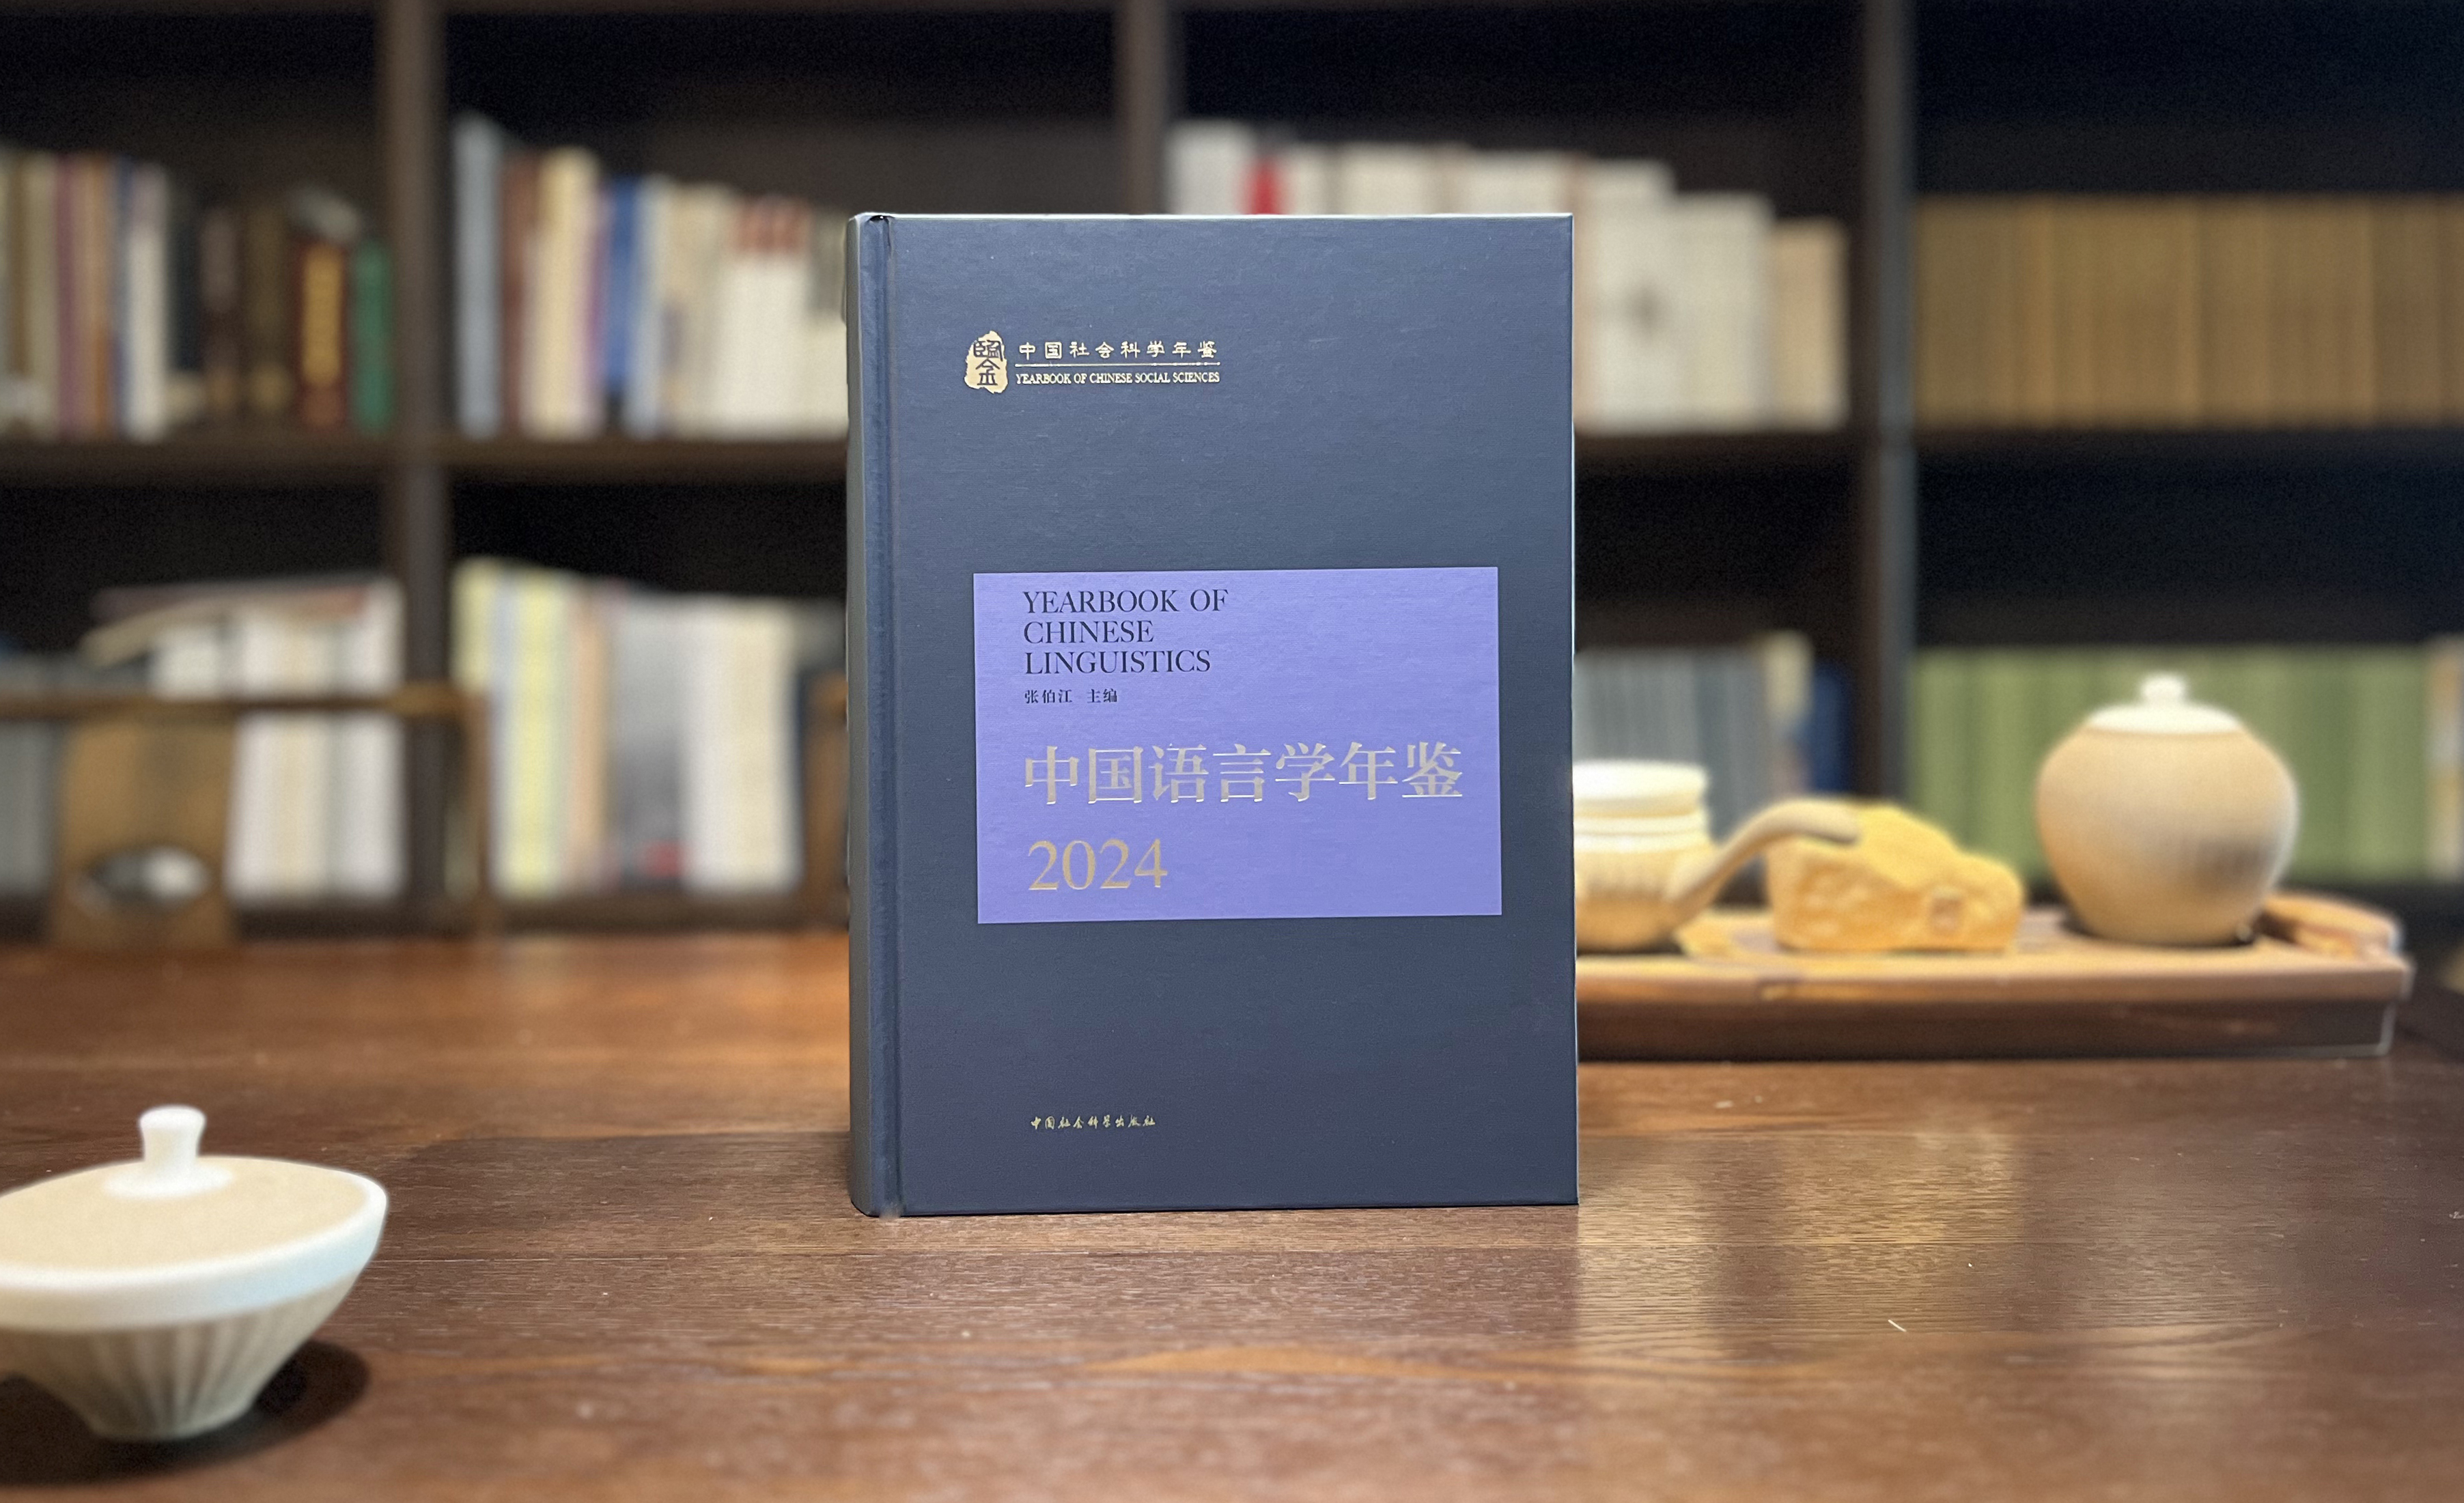 中国社会科学年鉴
YEARBOOK OF CHINESE SOCIAL SCIENCES
YEARBOOK OF
CHINESE
LINGUISTICS
张伯江 主编
中国语言学年鉴
2024
中国社会科学出版社